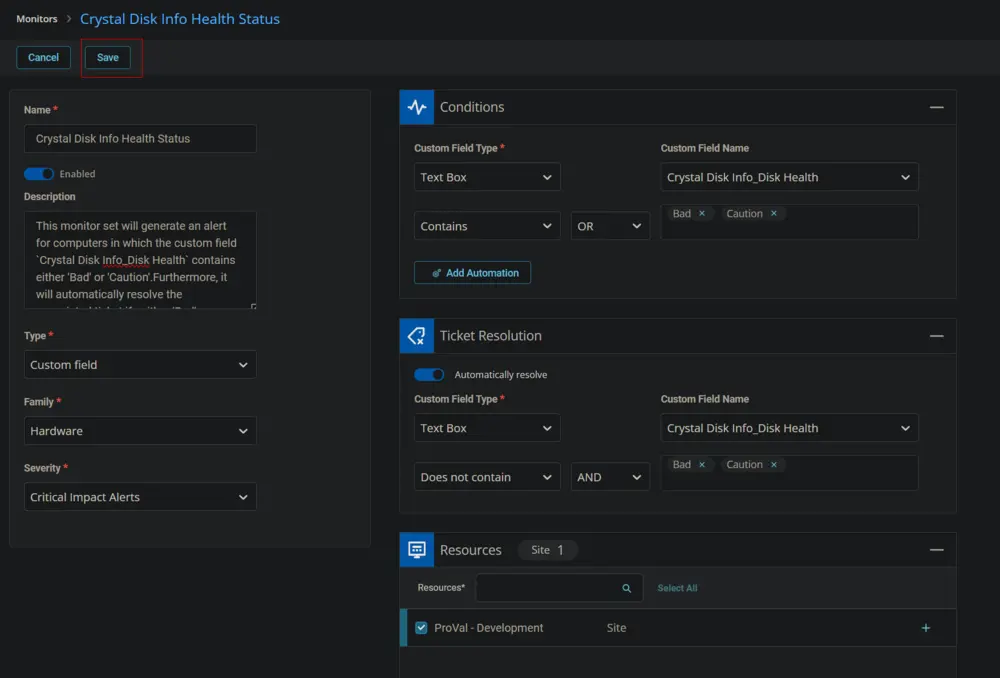 Monitors > Crystal Disk Info Health Status
Cancel
Save
Name *
Crystal Disk Info Health Status
Enabled
Description
This monitor set will generate an alert
for computers in which the custom field
`Crystal Disk Info_Disk Health` contains
either 'Bad' or 'Caution'.Furthermore, it
will automatically resolve the
Type *
Custom field
Family *
Hardware
Severity *
Critical Impact Alerts
Conditions
Custom Field Type * Custom Field Name
Text Box Crystal Disk Info_Disk Health
Contains OR Bad × Caution ×
Add Automation
Ticket Resolution
Automatically resolve
Custom Field Type * Custom Field Name
Text Box Crystal Disk Info_Disk Health
Does not contain AND Bad × Caution ×
Resources Site 1
Resources* Select All
ProVal - Development Site +